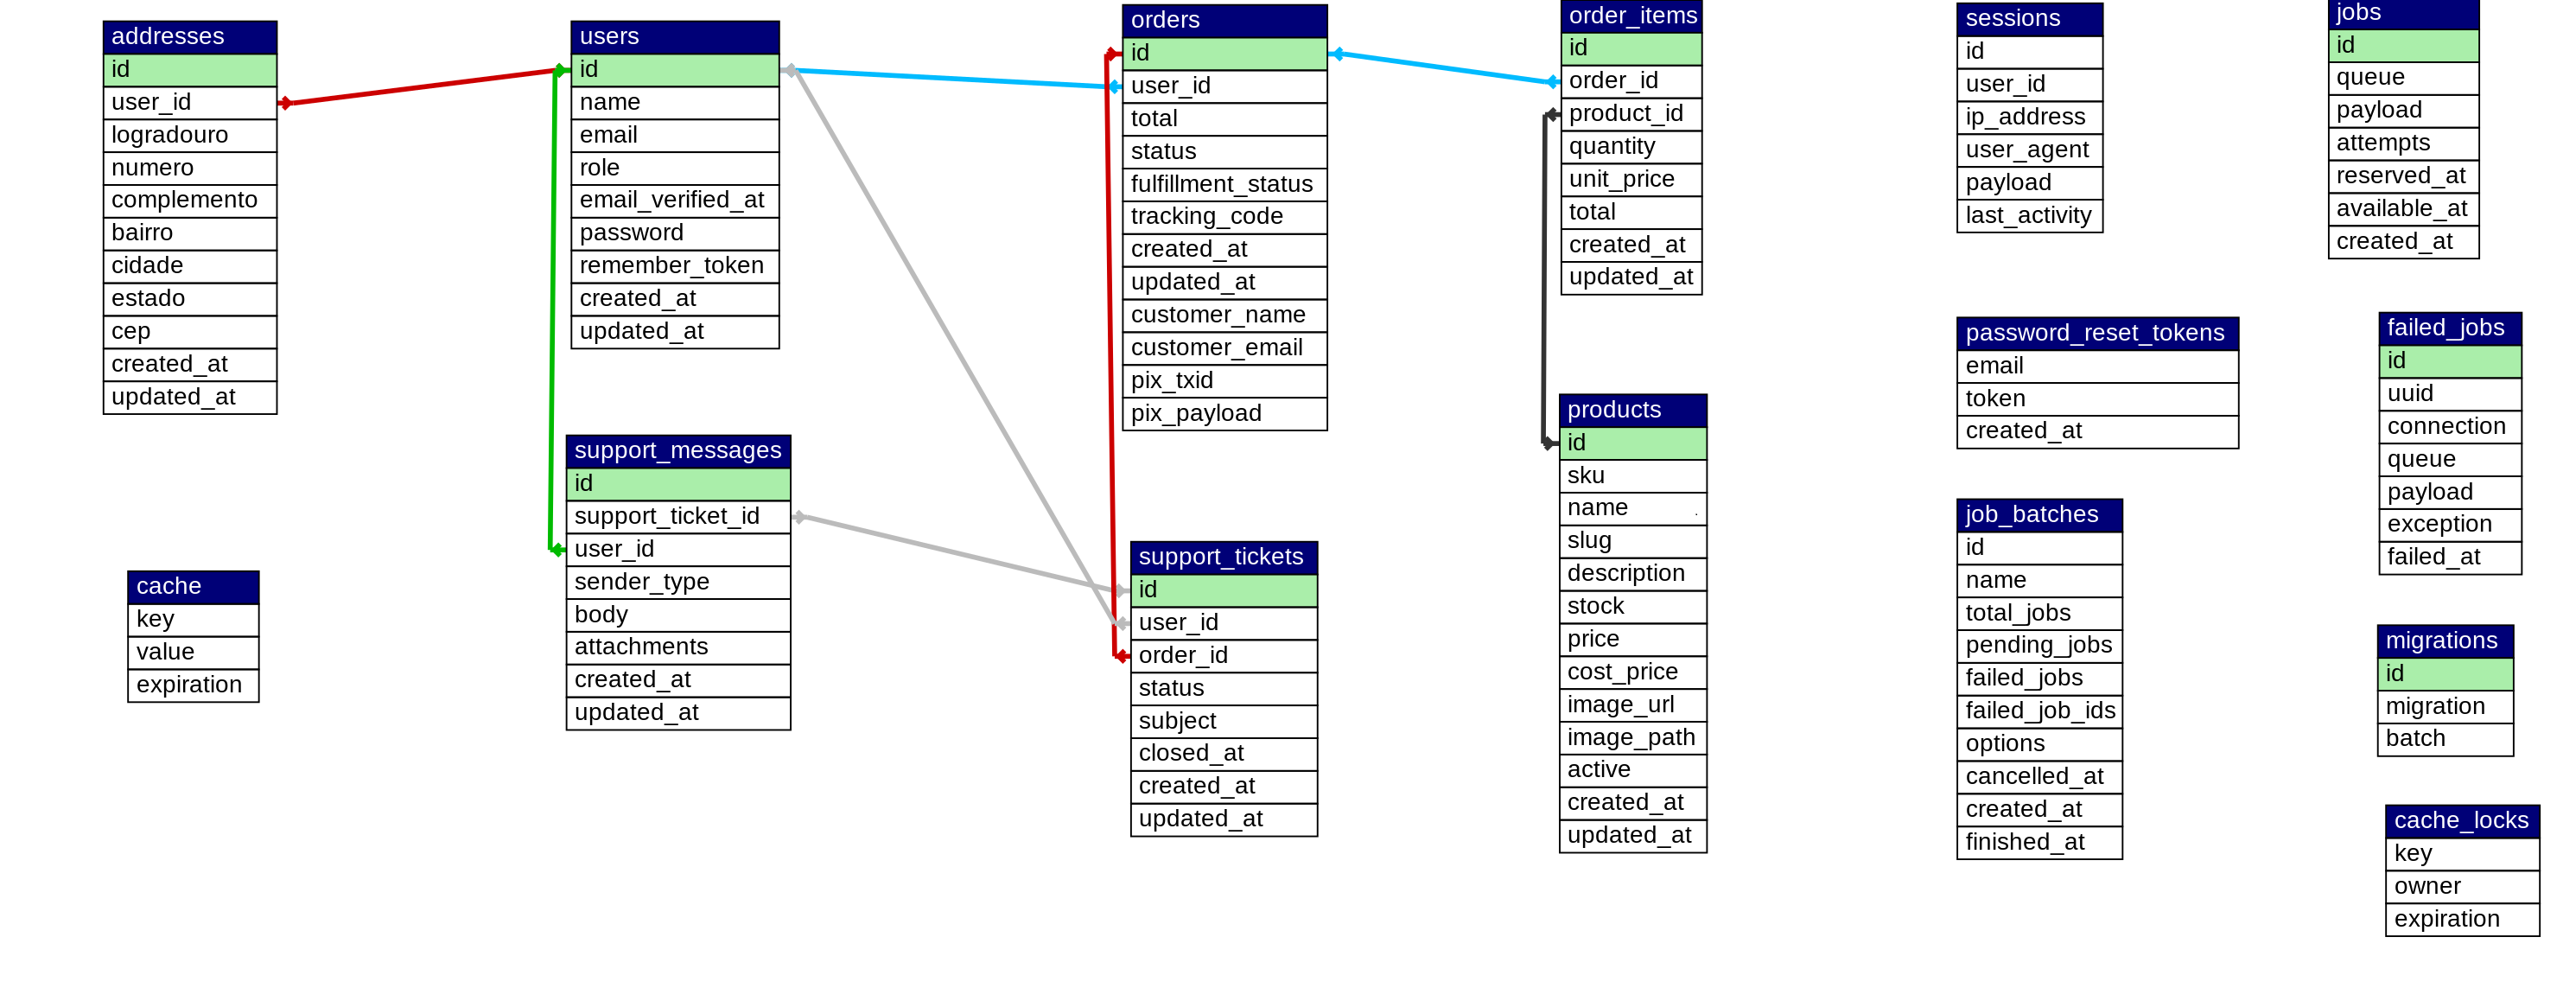 addresses
id
user_id
logradouro
numero
complemento
bairro
cidade
estado
cep
created_at
updated_at
cache
key
value
expiration
users
id
name
email
role
email_verified_at
password
remember_token
created_at
updated_at
support_messages
id
support_ticket_id
user_id
sender_type
body
attachments
created_at
updated_at
orders
id
user_id
total
status
fulfillment_status
tracking_code
created_at
updated_at
customer_name
customer_email
pix_txid
pix_payload
support_tickets
id
user_id
order_id
status
subject
closed_at
created_at
updated_at
order_items
id
order_id
product_id
quantity
unit_price
total
created_at
updated_at
products
id
sku
name
slug
description
stock
price
cost_price
image_url
image_path
active
created_at
updated_at
sessions
id
user_id
ip_address
user_agent
payload
last_activity
password_reset_tokens
email
token
created_at
job_batches
id
name
total_jobs
pending_jobs
failed_jobs
failed_job_ids
options
cancelled_at
created_at
finished_at
jobs
id
queue
payload
attempts
reserved_at
available_at
created_at
failed_jobs
id
uuid
connection
queue
payload
exception
failed_at
migrations
id
migration
batch
cache_locks
key
owner
expiration